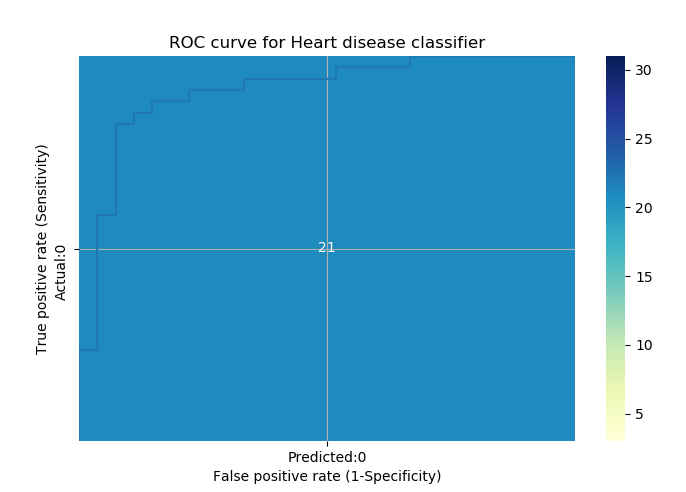 ROC curve for Heart disease classifier
True positive rate (Sensitivity)
Actual:0
21
Predicted:0
False positive rate (1-Specificity)
30
25
20
15
10
5